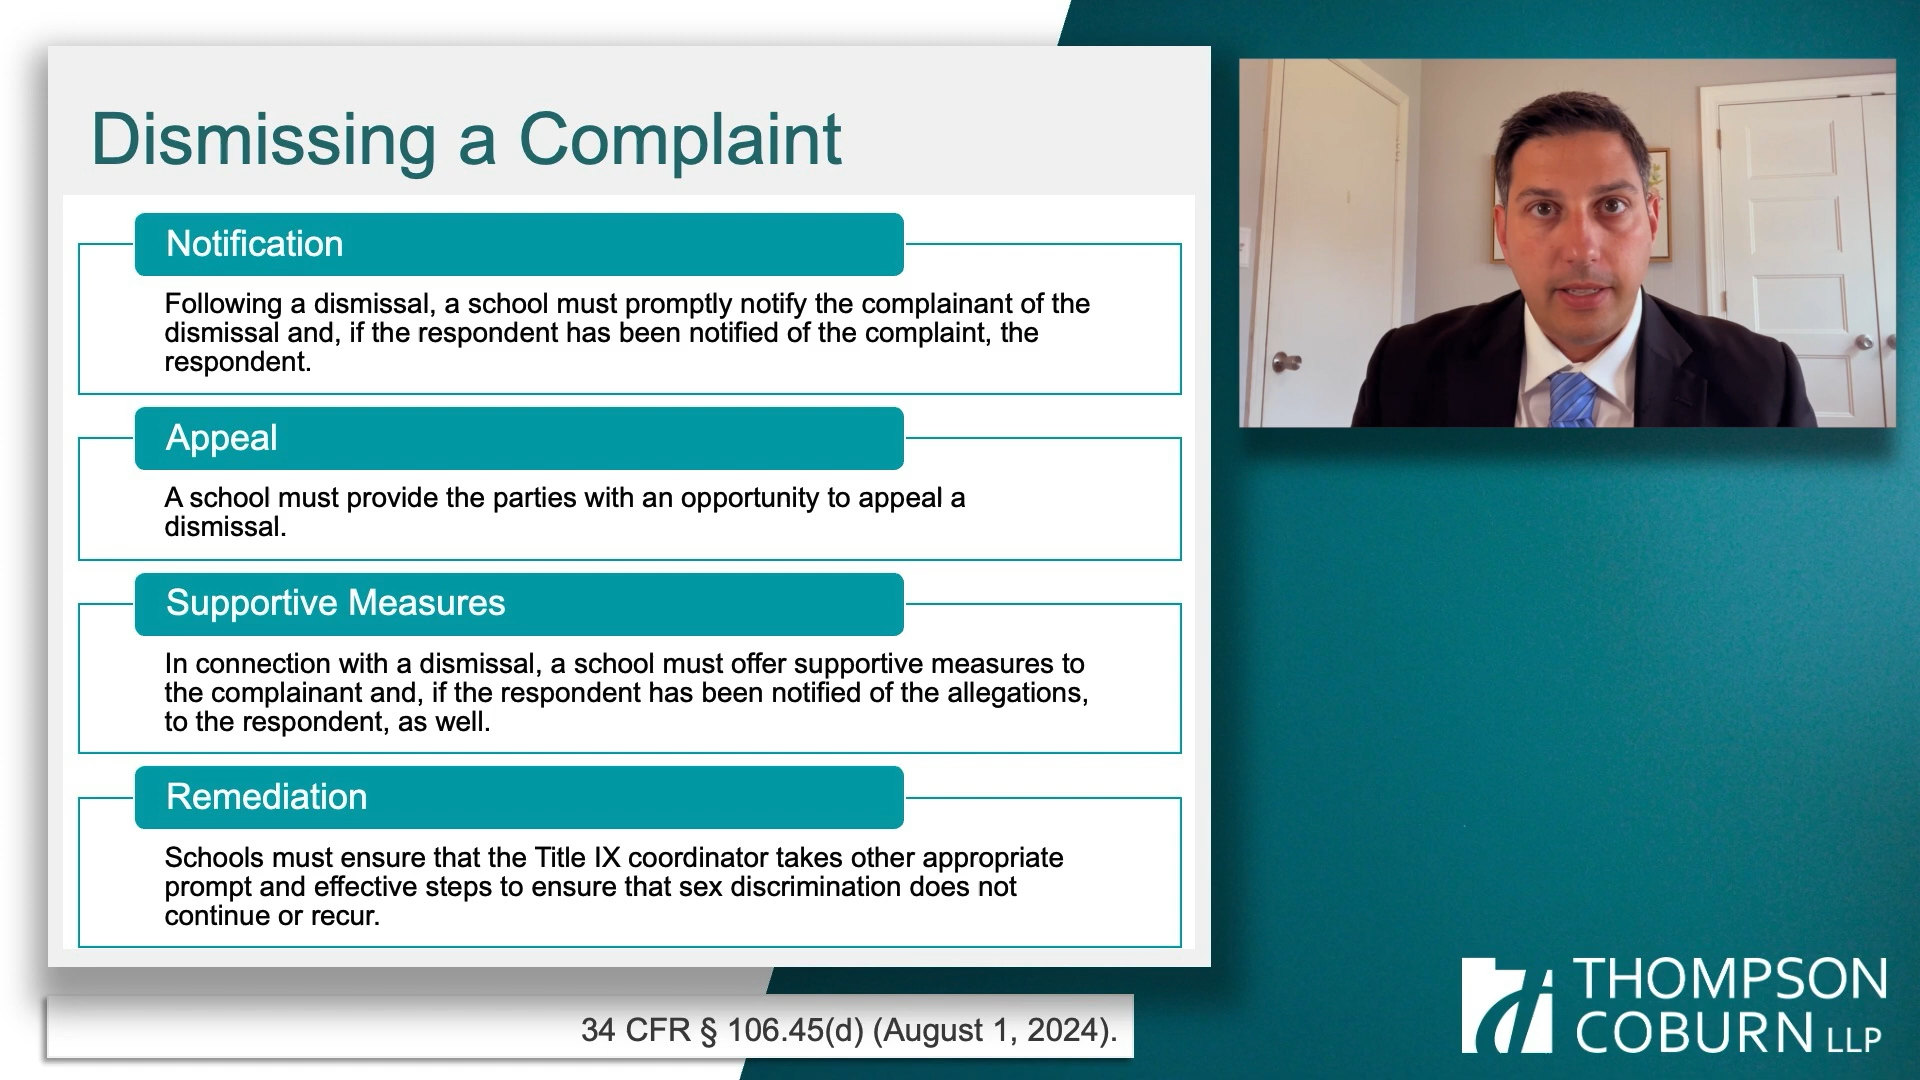 Dismissing a Complaint
Notification
Following a dismissal, a school must promptly notify the complainant of the
dismissal and, if the respondent has been notified of the complaint, the
respondent.
Appeal
A school must provide the parties with an opportunity to appeal a
dismissal.
Supportive Measures
In connection with a dismissal, a school must offer supportive measures to
the complainant and, if the respondent has been notified of the allegations,
to the respondent, as well.
Remediation
Schools must ensure that the Title IX coordinator takes other appropriate
prompt and effective steps to ensure that sex discrimination does not
continue or recur.
34 CFR § 106.45(d) (August 1, 2024).
THOMPSON
COBURN LLP